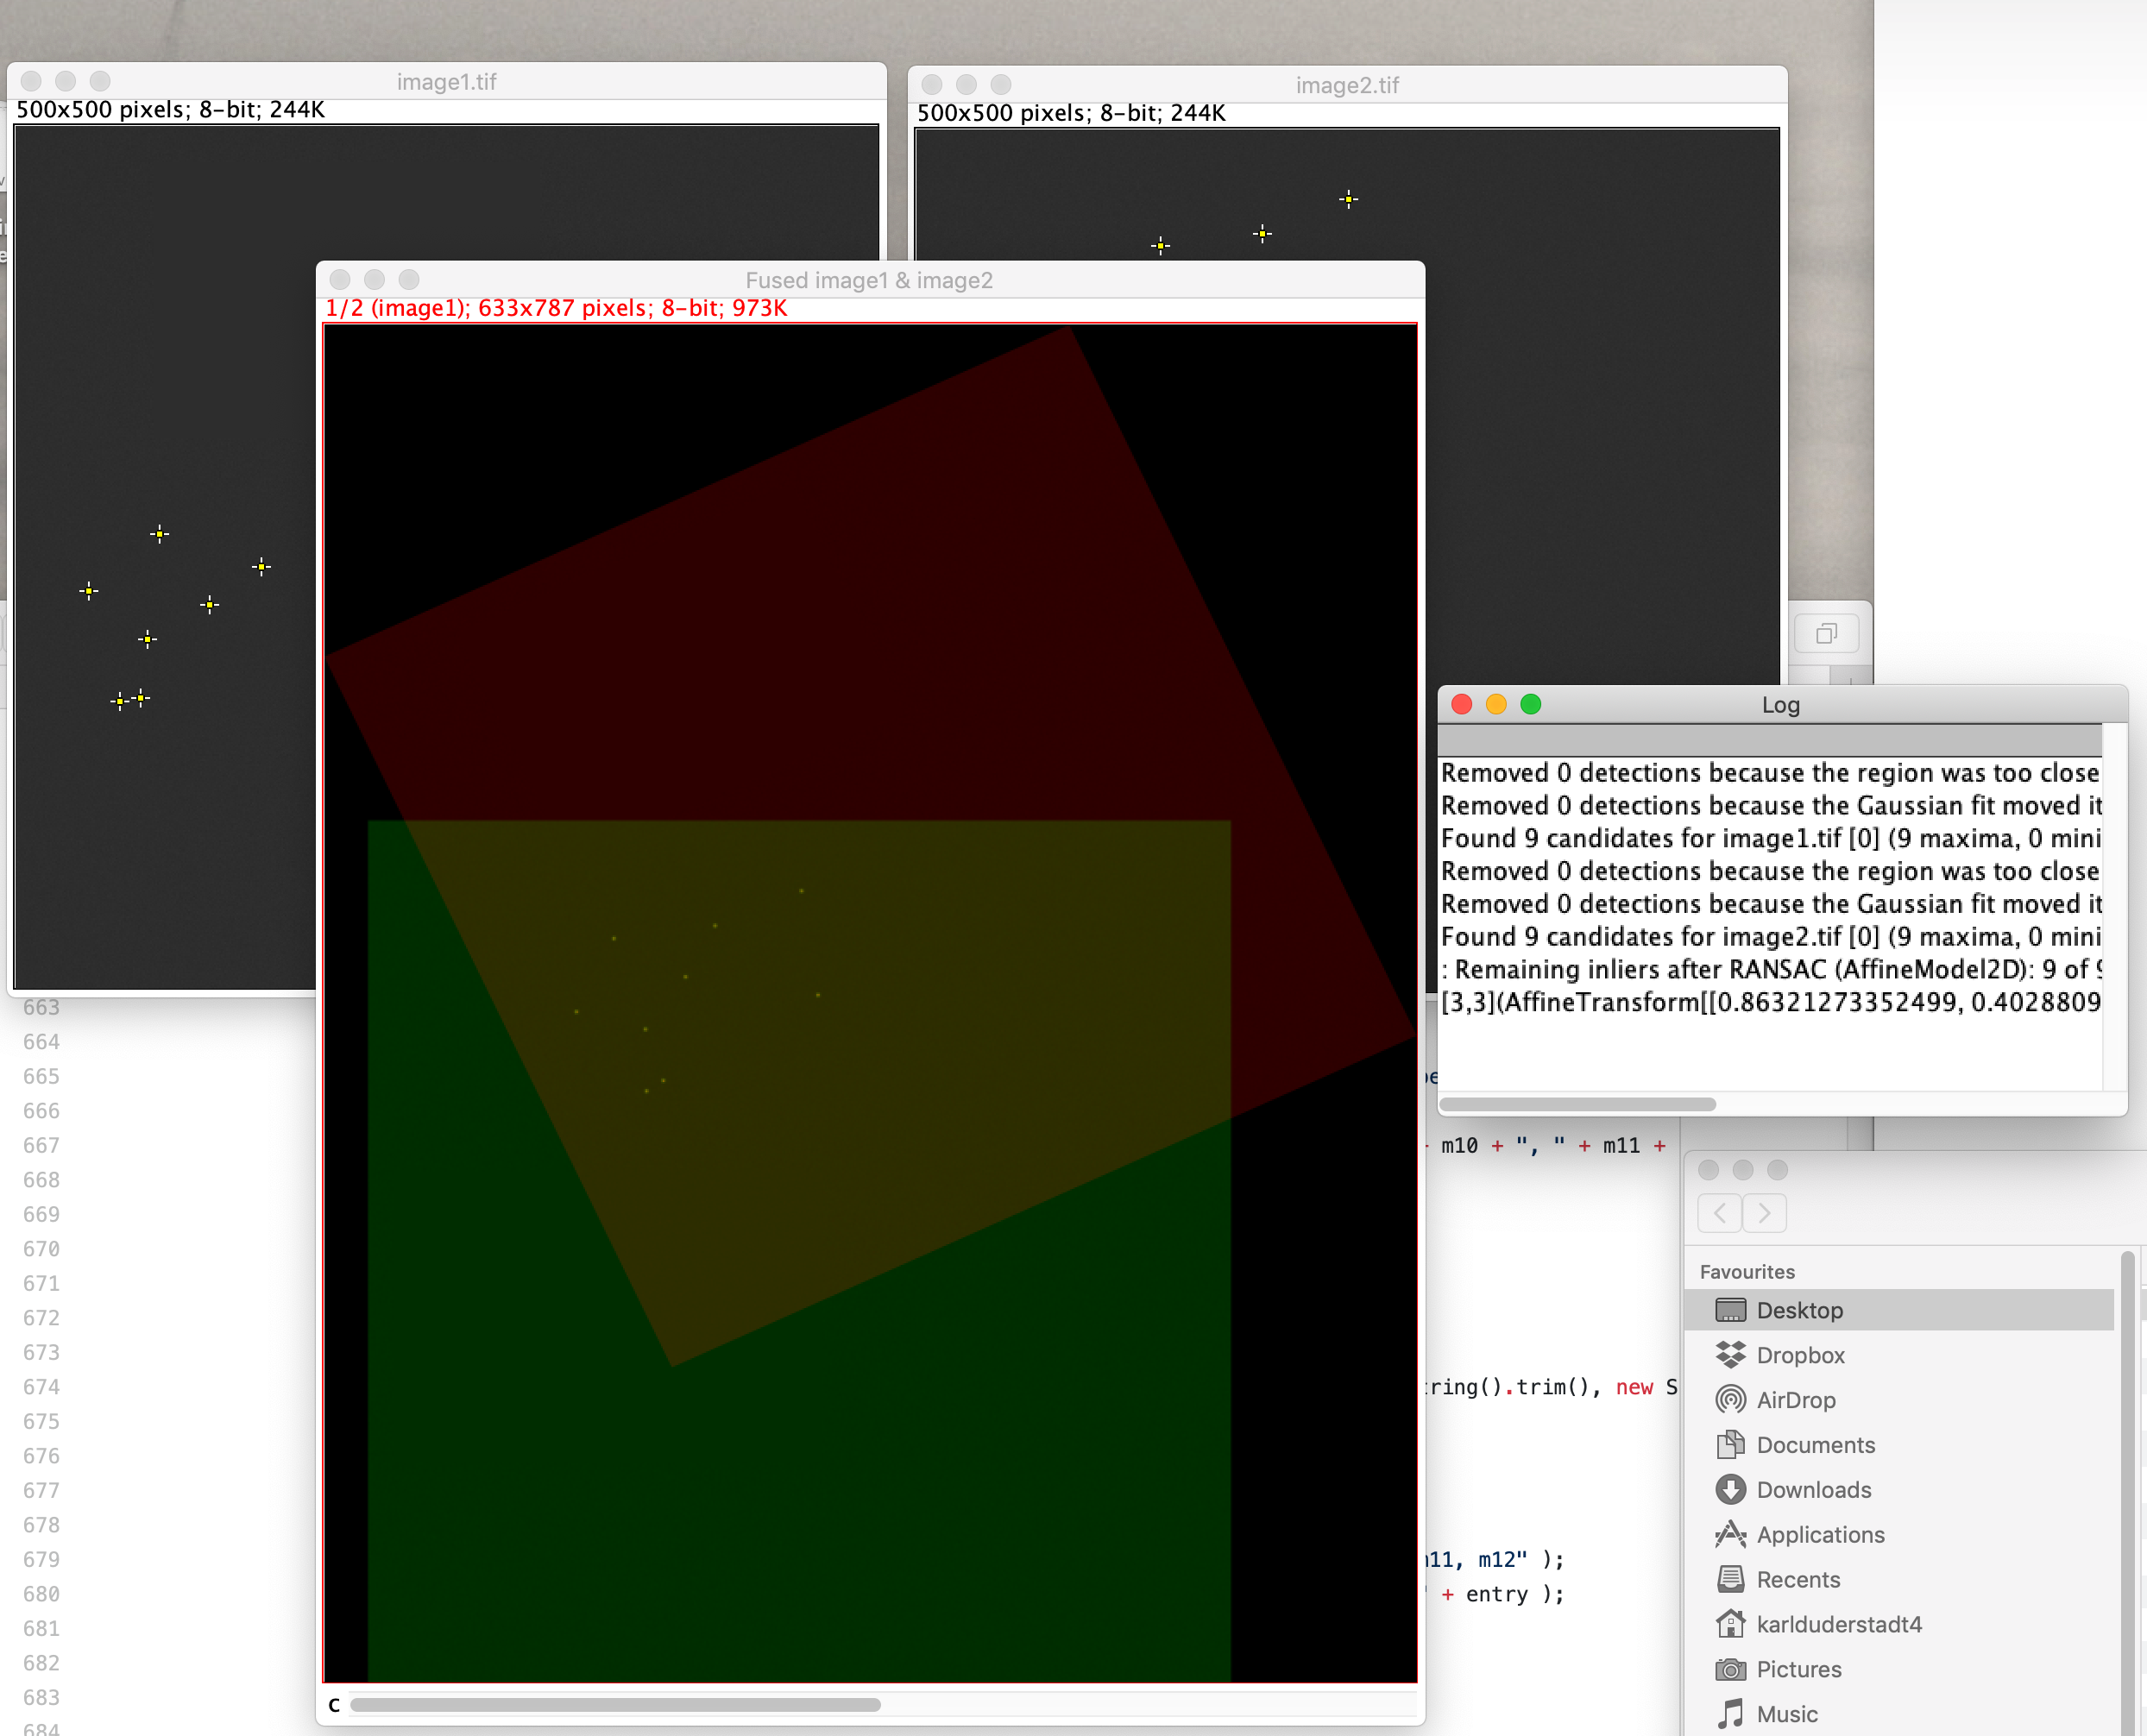 image1.tif
500x500 pixels; 8-bit; 244K
image2.tif
500x500 pixels; 8-bit; 244K
Fused image1 & image2
1/2 (image1); 633x787 pixels; 8-bit; 973K
C
Log
Removed 0 detections because the region was too close
Removed 0 detections because the Gaussian fit moved it
Found 9 candidates for image1.tif [0] (9 maxima, 0 mini
Removed 0 detections because the region was too close
Removed 0 detections because the Gaussian fit moved it
Found 9 candidates for image2.tif [0] (9 maxima, 0 mini
: Remaining inliers after RANSAC (AffineModel2D): 9 of 9
[3,3](AffineTransform[[0.86321273352499, 0.4028809
663
664
665
666
667
m10 + ", " + m11 +
668
669
670
671
672
673
674
tring().trim(), new S
675
676
677
678
679
m11, m12" );
680
" + entry );
681
682
683
684
Favourites
Desktop
Dropbox
AirDrop
Documents
Downloads
Applications
Recents
karlduderstadt4
Pictures
Music